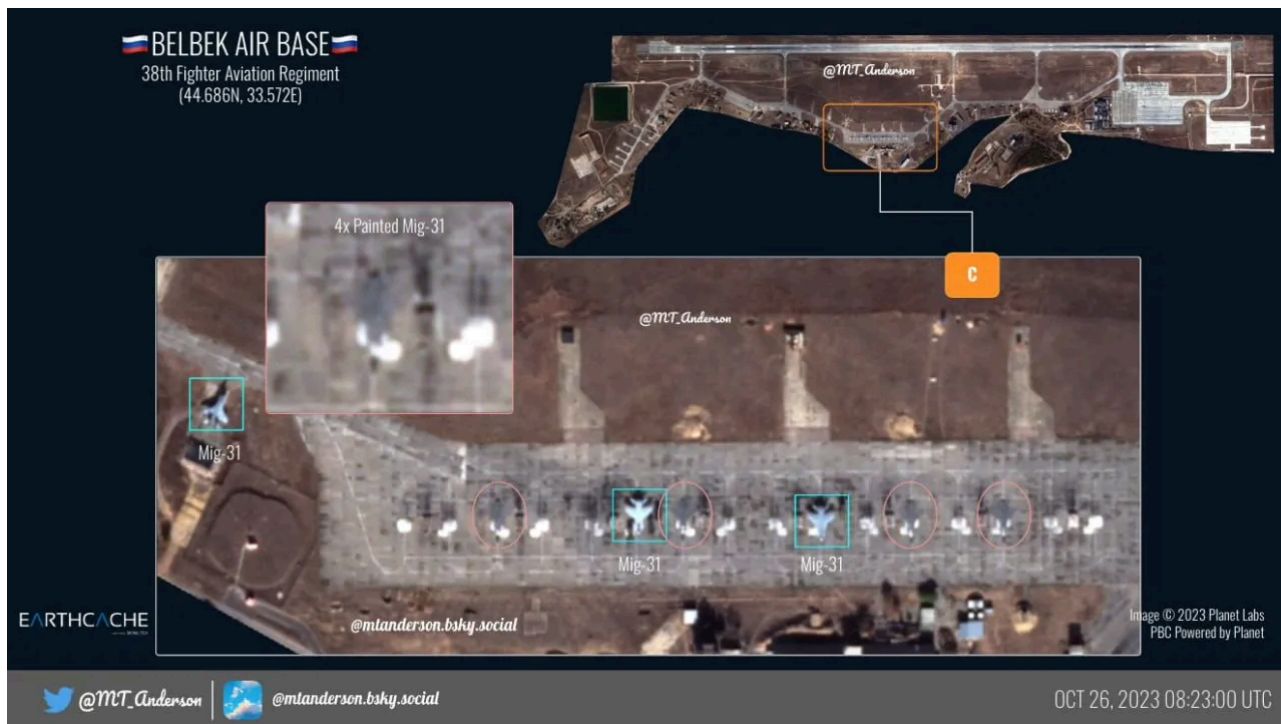 BELBEK AIR BASE
38th Fighter Aviation Regiment
(44.686N, 33.572E)
@MT_Anderson
4x Painted Mig-31
C
@MT_Anderson
Mig-31
Mig-31
Mig-31
@mtanderson.bsky.social
EARTHCACHE
Image © 2023 Planet Labs
PBC Powered by Planet
@MT_Anderson
@mtanderson.bsky.social
OCT 26, 2023 08:23:00 UTC